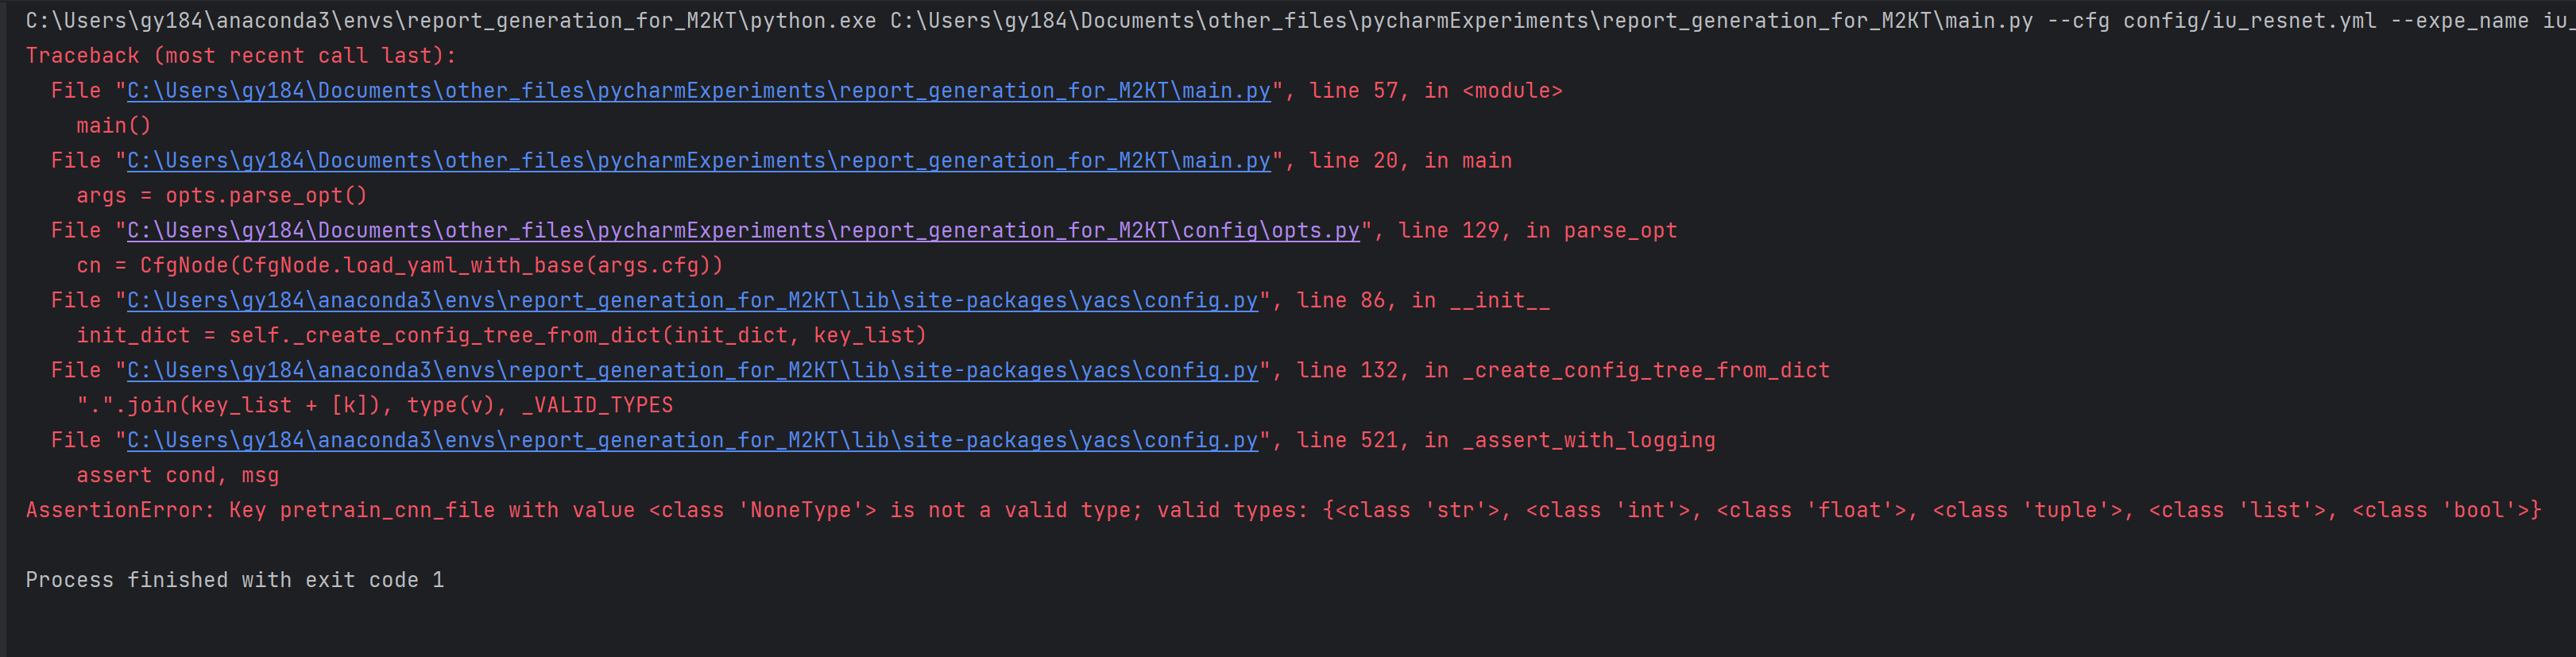 C:\Users\gy184\anaconda3\envs\report_generation_for_M2KT\python.exe C:\Users\gy184\Documents\other_files\pycharmExperiments\report_generation_for_M2KT\main.py --cfg config/iu_resnet.yml --expe_name iu_
Traceback (most recent call last):
  File "C:\Users\gy184\Documents\other_files\pycharmExperiments\report_generation_for_M2KT\main.py", line 57, in <module>
    main()
  File "C:\Users\gy184\Documents\other_files\pycharmExperiments\report_generation_for_M2KT\main.py", line 20, in main
    args = opts.parse_opt()
  File "C:\Users\gy184\Documents\other_files\pycharmExperiments\report_generation_for_M2KT\config\opts.py", line 129, in parse_opt
    cn = CfgNode(CfgNode.load_yaml_with_base(args.cfg))
  File "C:\Users\gy184\anaconda3\envs\report_generation_for_M2KT\lib\site-packages\yacs\config.py", line 86, in __init__
    init_dict = self._create_config_tree_from_dict(init_dict, key_list)
  File "C:\Users\gy184\anaconda3\envs\report_generation_for_M2KT\lib\site-packages\yacs\config.py", line 132, in _create_config_tree_from_dict
    ".".join(key_list + [k]), type(v), _VALID_TYPES
  File "C:\Users\gy184\anaconda3\envs\report_generation_for_M2KT\lib\site-packages\yacs\config.py", line 521, in _assert_with_logging
    assert cond, msg
AssertionError: Key pretrain_cnn_file with value <class 'NoneType'> is not a valid type; valid types: {<class 'str'>, <class 'int'>, <class 'float'>, <class 'tuple'>, <class 'list'>, <class 'bool'>}
Process finished with exit code 1